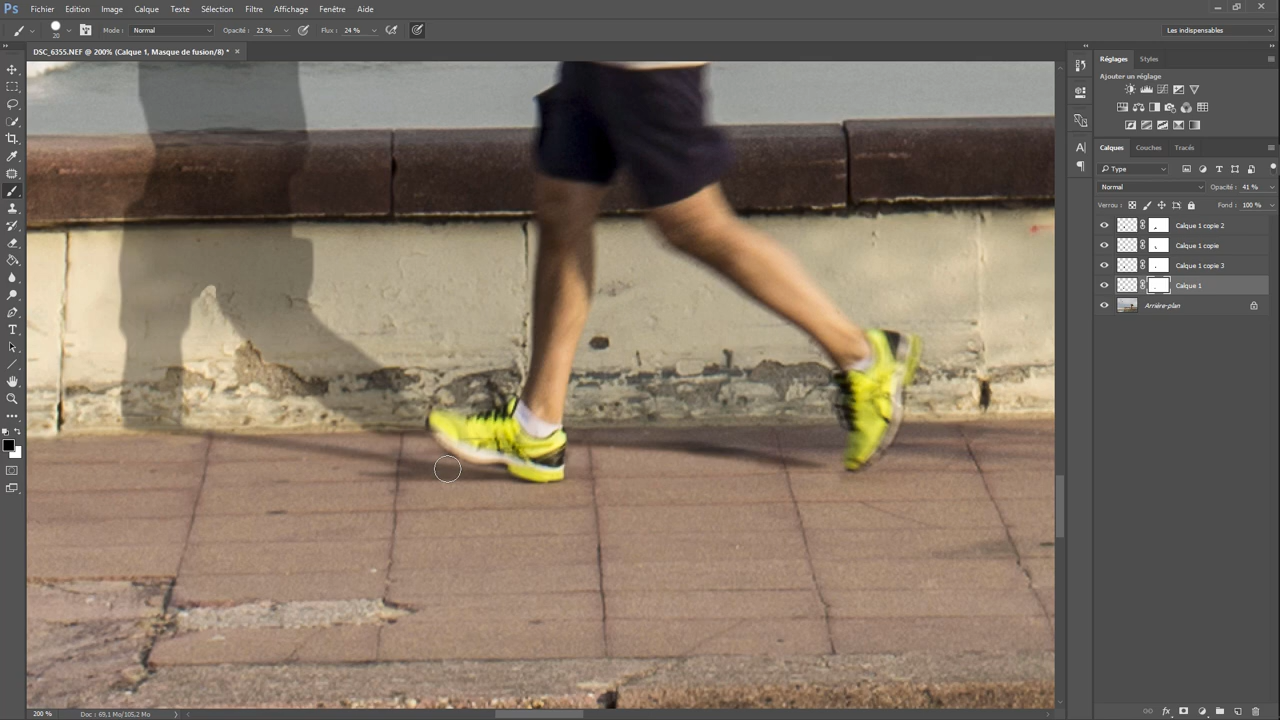 Ps Fichier Edition Image Calque Texte Sélection Filtre Affichage Fenêtre Aide
20 Mode : Normal Opacité : 22 % Flux : 24 % Les indispensables
DSC_6355.NEF @ 200% (Calque 1, Masque de fusion/8) * ×
Réglages Styles
Ajouter un réglage
Calques Couches Tracés
Type
Normal Opacité : 41 %
Verrou : Fond : 100 %
Calque 1 copie 2
Calque 1 copie
Calque 1 copie 3
Calque 1
Arrière-plan
200 % Doc : 69,1 Mo/105,2 Mo